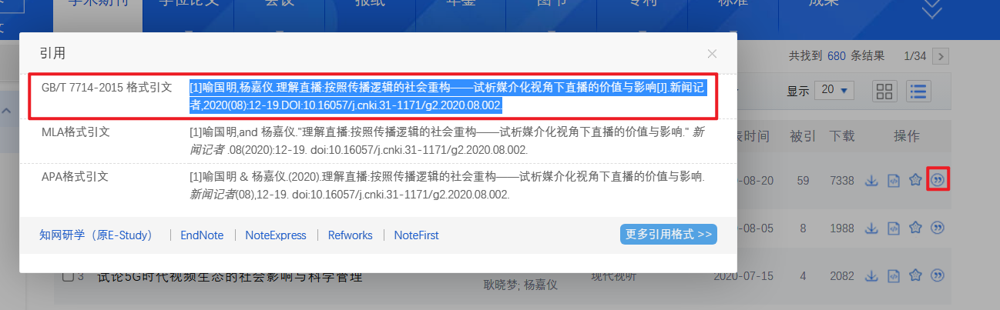 学术期刊 学位论文 会议 报纸 年鉴 图书 专利 标准 成果
文
引用
共找到 680 条结果 1/34
GB/T 7714-2015 格式引文
[1]喻国明,杨嘉仪.理解直播:按照传播逻辑的社会重构——试析媒介化视角下直播的价值与影响[J].新闻记
者,2020(08):12-19.DOI:10.16057/j.cnki.31-1171/g2.2020.08.002.
显示 20
MLA格式引文
[1]喻国明,and 杨嘉仪."理解直播:按照传播逻辑的社会重构——试析媒介化视角下直播的价值与影响." 新
闻记者 .08(2020):12-19. doi:10.16057/j.cnki.31-1171/g2.2020.08.002.
表时间 被引 下载 操作
APA格式引文
[1]喻国明 & 杨嘉仪.(2020).理解直播:按照传播逻辑的社会重构——试析媒介化视角下直播的价值与影响.
新闻记者(08),12-19. doi:10.16057/j.cnki.31-1171/g2.2020.08.002.
-08-20 59 7338
知网研学（原E-Study） EndNote NoteExpress Refworks NoteFirst 更多引用格式 >>
-08-05 8 1988
3 试论5G时代视频生态的社会影响与科学管理 耿晓梦; 杨嘉仪 现代视听 2020-07-15 4 2082